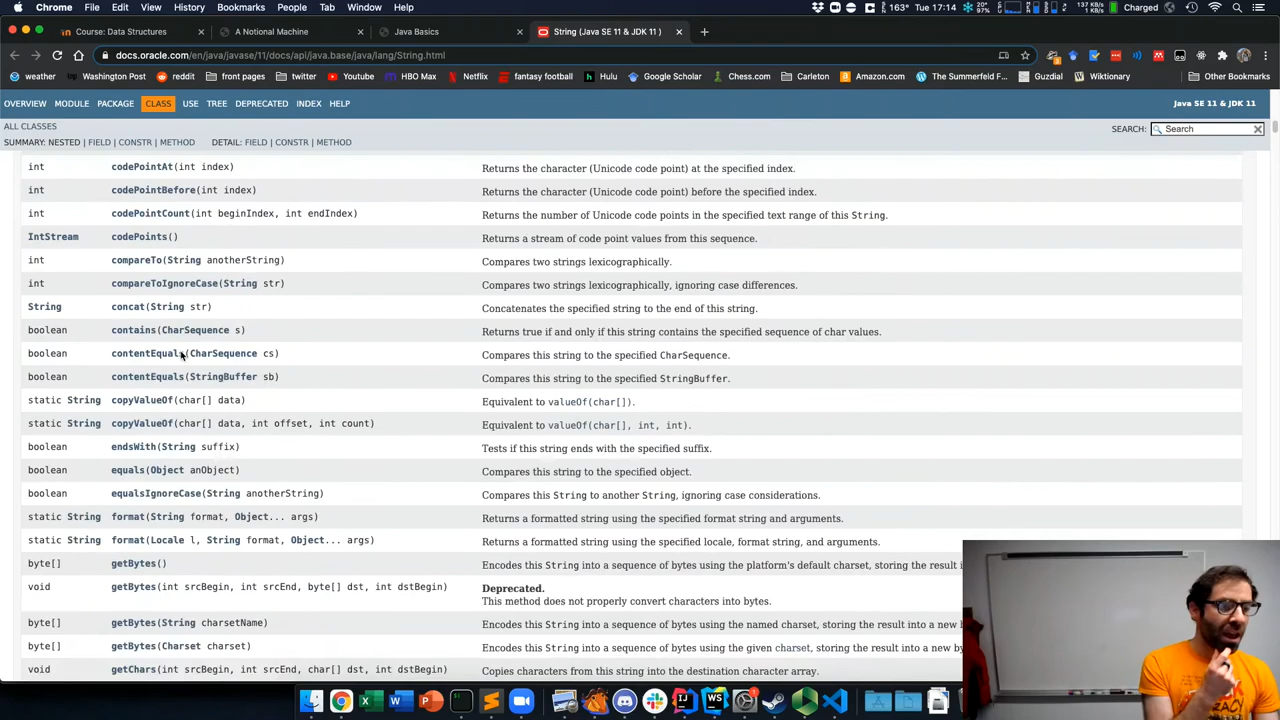 Chrome File Edit View History Bookmarks People Tab Window Help 163° Tue 17:14 20% 97% 137 KB/s Charged
Course: Data Structures × A Notional Machine × Java Basics × String (Java SE 11 & JDK 11 ) × +
docs.oracle.com/en/java/javase/11/docs/api/java.base/java/lang/String.html
weather Washington Post reddit front pages twitter Youtube HBO Max Netflix fantasy football Hulu Google Scholar Chess.com Carleton Amazon.com The Summerfeld F... Guzdial Wiktionary Other Bookmarks
OVERVIEW MODULE PACKAGE CLASS USE TREE DEPRECATED INDEX HELP Java SE 11 & JDK 11
ALL CLASSES
SEARCH: Search
SUMMARY: NESTED | FIELD | CONSTR | METHOD DETAIL: FIELD | CONSTR | METHOD
int codePointAt(int index) Returns the character (Unicode code point) at the specified index.
int codePointBefore(int index) Returns the character (Unicode code point) before the specified index.
int codePointCount(int beginIndex, int endIndex) Returns the number of Unicode code points in the specified text range of this String.
IntStream codePoints() Returns a stream of code point values from this sequence.
int compareTo(String anotherString) Compares two strings lexicographically.
int compareToIgnoreCase(String str) Compares two strings lexicographically, ignoring case differences.
String concat(String str) Concatenates the specified string to the end of this string.
boolean contains(CharSequence s) Returns true if and only if this string contains the specified sequence of char values.
boolean contentEquals(CharSequence cs) Compares this string to the specified CharSequence.
boolean contentEquals(StringBuffer sb) Compares this string to the specified StringBuffer.
static String copyValueOf(char[] data) Equivalent to valueOf(char[]).
static String copyValueOf(char[] data, int offset, int count) Equivalent to valueOf(char[], int, int).
boolean endsWith(String suffix) Tests if this string ends with the specified suffix.
boolean equals(Object anObject) Compares this string to the specified object.
boolean equalsIgnoreCase(String anotherString) Compares this String to another String, ignoring case considerations.
static String format(String format, Object... args) Returns a formatted string using the specified format string and arguments.
static String format(Locale l, String format, Object... args) Returns a formatted string using the specified locale, format string, and arguments.
byte[] getBytes() Encodes this String into a sequence of bytes using the platform's default charset, storing the result i
void getBytes(int srcBegin, int srcEnd, byte[] dst, int dstBegin) Deprecated.
This method does not properly convert characters into bytes.
byte[] getBytes(String charsetName) Encodes this String into a sequence of bytes using the named charset, storing the result into a new b
byte[] getBytes(Charset charset) Encodes this String into a sequence of bytes using the given charset, storing the result into a new by
void getChars(int srcBegin, int srcEnd, char[] dst, int dstBegin) Copies characters from this string into the destination character array.